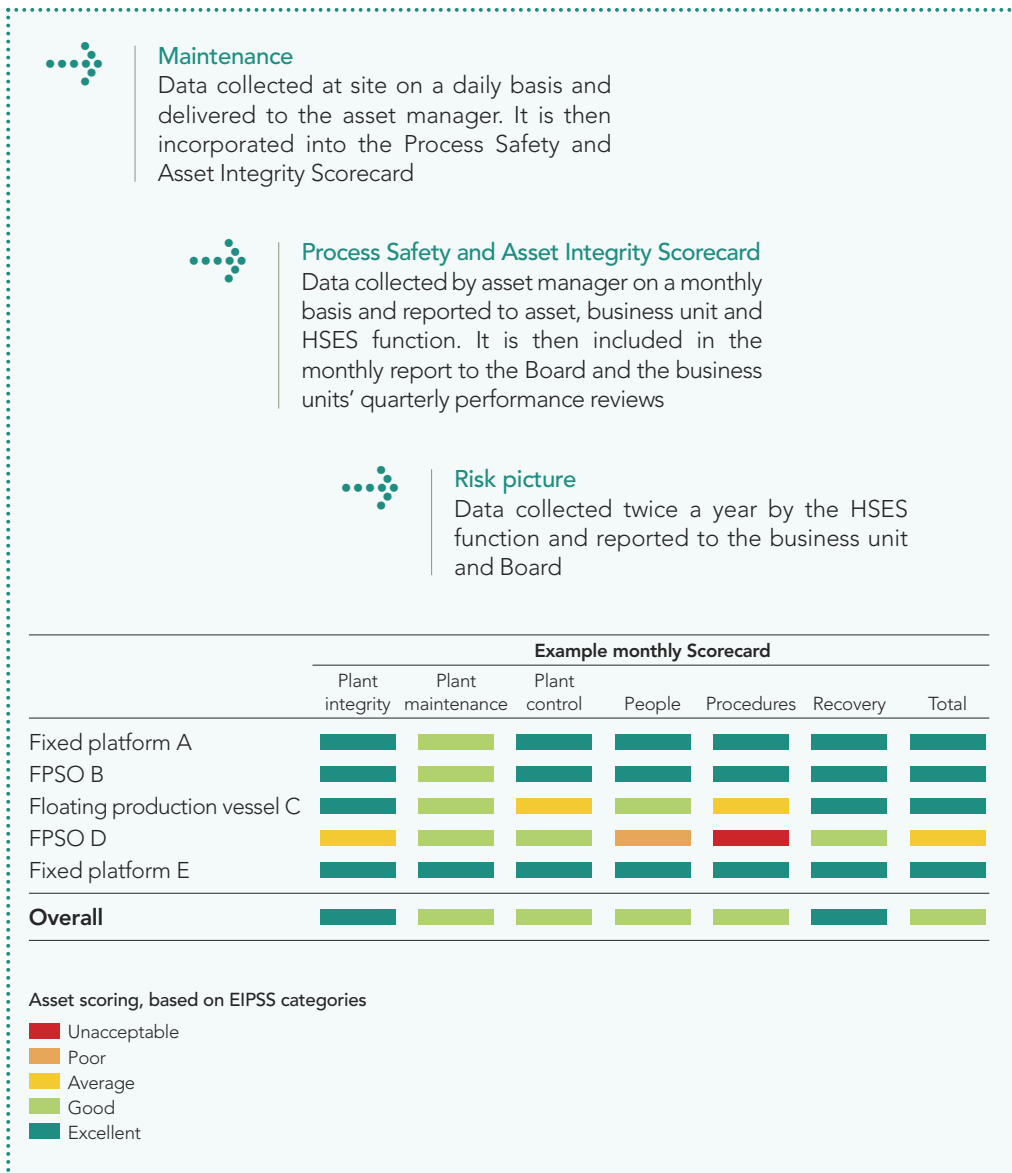 Maintenance
Data collected at site on a daily basis and
delivered to the asset manager. It is then
incorporated into the Process Safety and
Asset Integrity Scorecard
Process Safety and Asset Integrity Scorecard
Data collected by asset manager on a monthly
basis and reported to asset, business unit and
HSES function. It is then included in the
monthly report to the Board and the business
units’ quarterly performance reviews
Risk picture
Data collected twice a year by the HSES
function and reported to the business unit
and Board
Example monthly Scorecard
Plant Plant Plant
integrity maintenance control People Procedures Recovery Total
Fixed platform A
FPSO B
Floating production vessel C
FPSO D
Fixed platform E
Overall
Asset scoring, based on EIPSS categories
Unacceptable
Poor
Average
Good
Excellent